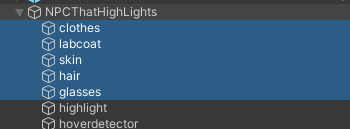 NPCThatHighLights
clothes
labcoat
skin
hair
glasses
highlight
hoverdetector